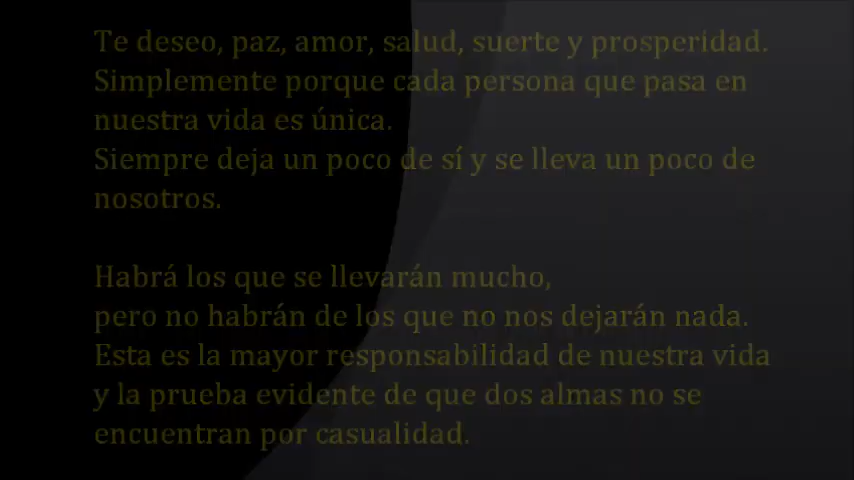 Te deseo, paz, amor, salud, suerte y prosperidad.
Simplemente porque cada persona que pasa en
nuestra vida es única.
Siempre deja un poco de sí y se lleva un poco de
nosotros.
Habrá los que se llevarán mucho,
pero no habrán de los que no nos dejarán nada.
Esta es la mayor responsabilidad de nuestra vida
y la prueba evidente de que dos almas no se
encuentran por casualidad.